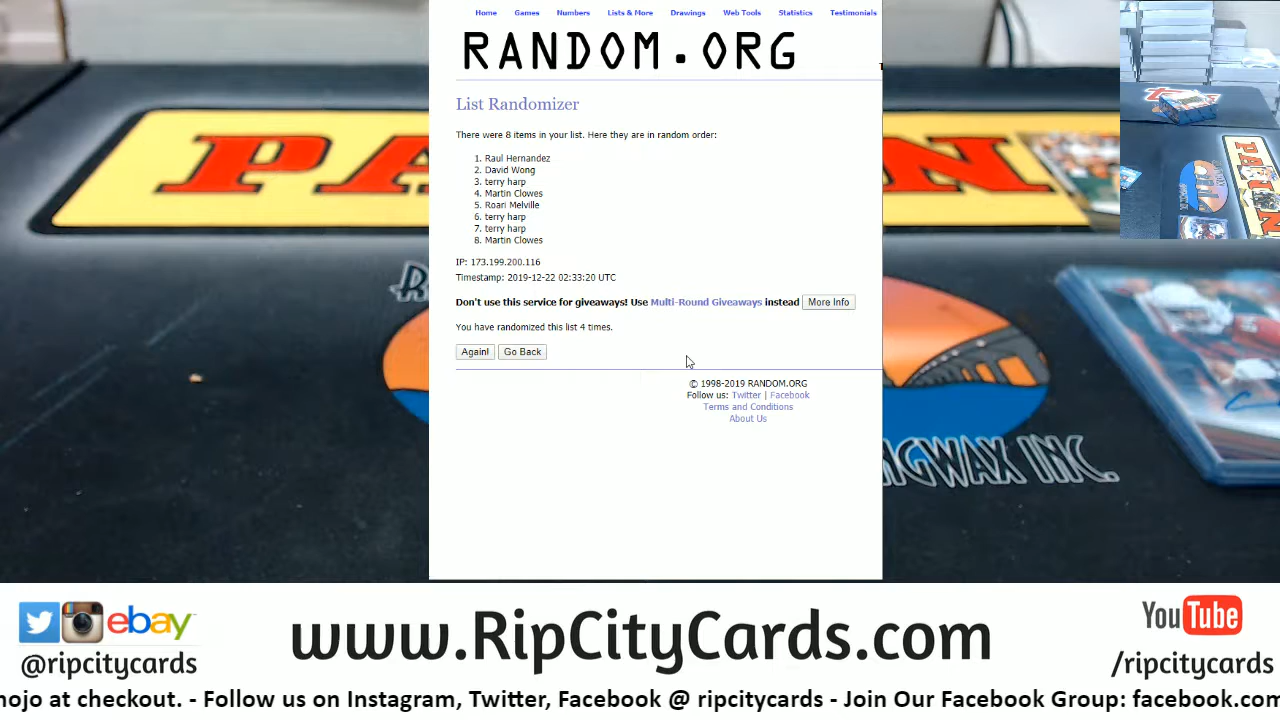 Home Games Numbers Lists & More Drawings Web Tools Statistics Testimonials
RANDOM.ORG
List Randomizer
There were 8 items in your list. Here they are in random order:
1. Raul Hernandez
2. David Wong
3. terry harp
4. Martin Clowes
5. Roari Melville
6. terry harp
7. terry harp
8. Martin Clowes
IP: 173.199.200.116
Timestamp: 2019-12-22 02:33:20 UTC
Don't use this service for giveaways! Use Multi-Round Giveaways instead More Info
You have randomized this list 4 times.
Again! Go Back
© 1998-2019 RANDOM.ORG
Follow us: Twitter | Facebook
Terms and Conditions
About Us
GWAX INC.
ebay
@ripcitycards
www.RipCityCards.com
YouTube
/ripcitycards
mojo at checkout. - Follow us on Instagram, Twitter, Facebook @ ripcitycards - Join Our Facebook Group: facebook.com